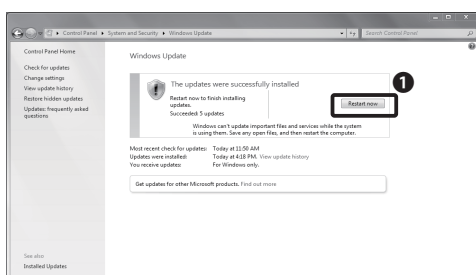 Control Panel ▸ System and Security ▸ Windows Update
Search Control Panel
Control Panel Home
Check for updates
Change settings
View update history
Restore hidden updates
Updates: frequently asked
questions
Windows Update
The updates were successfully installed
1
Restart now to finish installing
updates.
Succeeded: 5 updates
Restart now
Windows can't update important files and services while the system
is using them. Save any open files, and then restart the computer.
Most recent check for updates: Today at 11:50 AM
Updates were installed: Today at 4:18 PM. View update history
You receive updates: For Windows only.
Get updates for other Microsoft products. Find out more
See also
Installed Updates